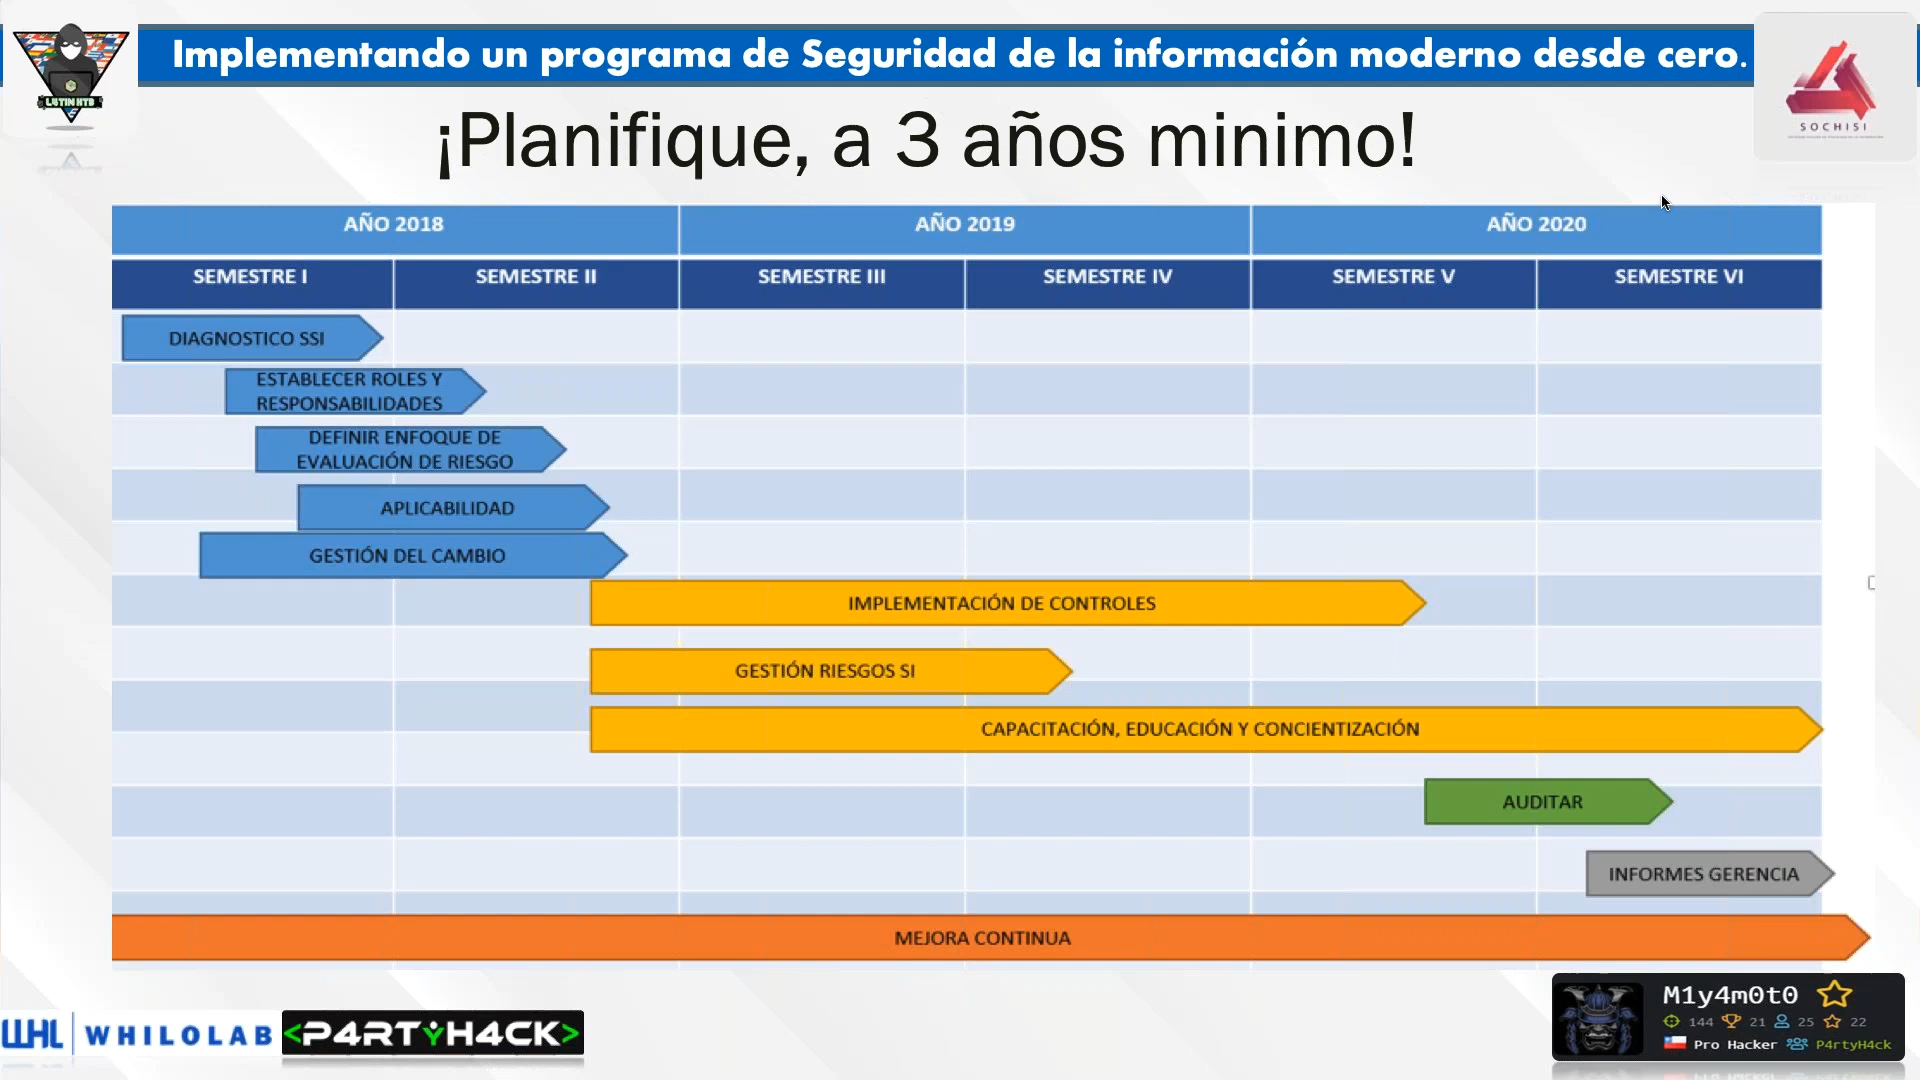 Implementando un programa de Seguridad de la información moderno desde cero.
L4TIN HTB
SOCHISI
¡Planifique, a 3 años minimo!
AÑO 2018
AÑO 2019
AÑO 2020
SEMESTRE I
SEMESTRE II
SEMESTRE III
SEMESTRE IV
SEMESTRE V
SEMESTRE VI
DIAGNOSTICO SSI
ESTABLECER ROLES Y
RESPONSABILIDADES
DEFINIR ENFOQUE DE
EVALUACIÓN DE RIESGO
APLICABILIDAD
GESTIÓN DEL CAMBIO
IMPLEMENTACIÓN DE CONTROLES
GESTIÓN RIESGOS SI
CAPACITACIÓN, EDUCACIÓN Y CONCIENTIZACIÓN
AUDITAR
INFORMES GERENCIA
MEJORA CONTINUA
WHL WHILOLAB
<P4RTYH4CK>
M1y4m0t0
144 21 25 22
Pro Hacker P4rtyH4ck